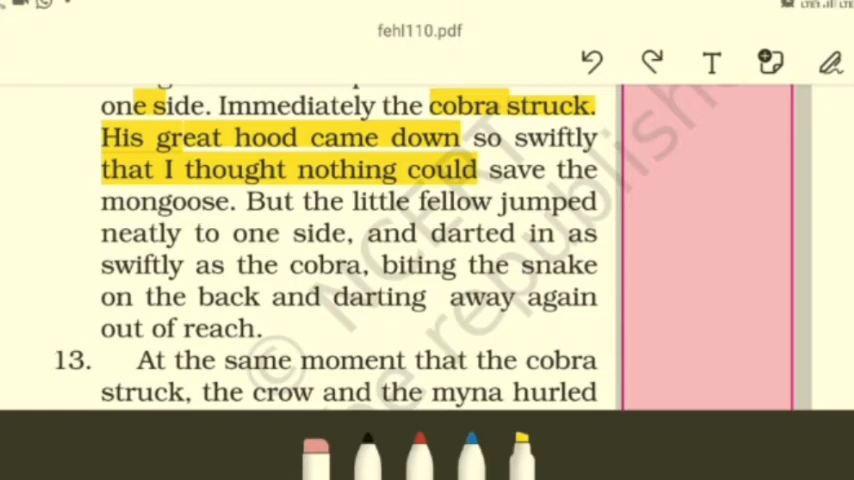 fehl110.pdf
T
one side. Immediately the cobra struck.
His great hood came down so swiftly
that I thought nothing could save the
mongoose. But the little fellow jumped
neatly to one side, and darted in as
swiftly as the cobra, biting the snake
on the back and darting away again
out of reach.
13. At the same moment that the cobra
struck, the crow and the myna hurled
© NCERT
be republishe